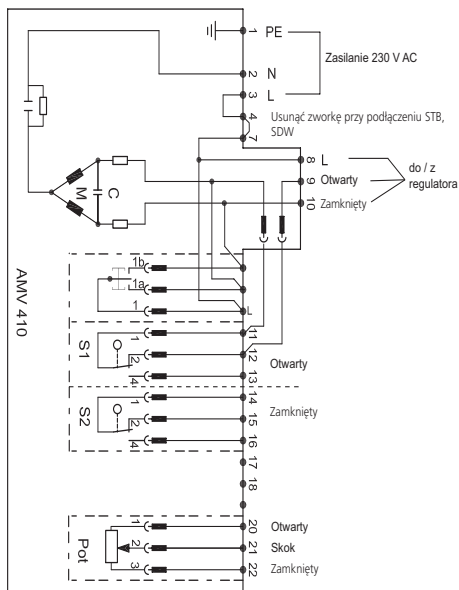 1 PE
Zasilanie 230 V AC
2 N
3 L
4 Usunąć zworkę przy podłączeniu STB,
SDW
7
8 L
do / z
regulatora
9 Otwarty
10 Zamknięty
M
C
1b
1a
1 L
AMV 410
S1
1 11
2 12
Otwarty
4 13
S2
1 14
Zamknięty
2 15
4 16
17
18
Pot
1 20 Otwarty
2 21 Skok
3 22 Zamknięty